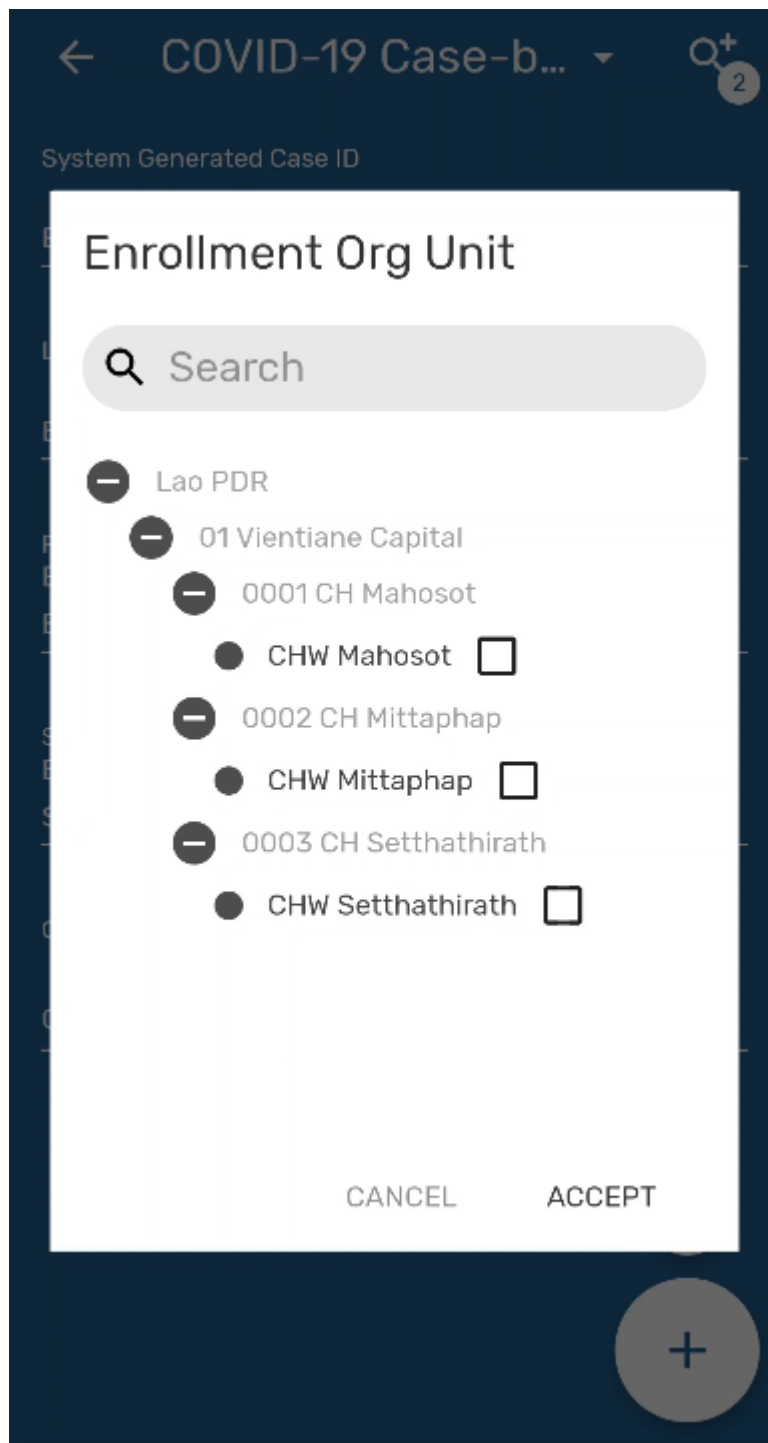 COVID-19 Case-b...
2
System Generated Case ID
Enrollment Org Unit
Search
Lao PDR
01 Vientiane Capital
0001 CH Mahosot
CHW Mahosot
0002 CH Mittaphap
CHW Mittaphap
0003 CH Setthathirath
CHW Setthathirath
CANCEL ACCEPT